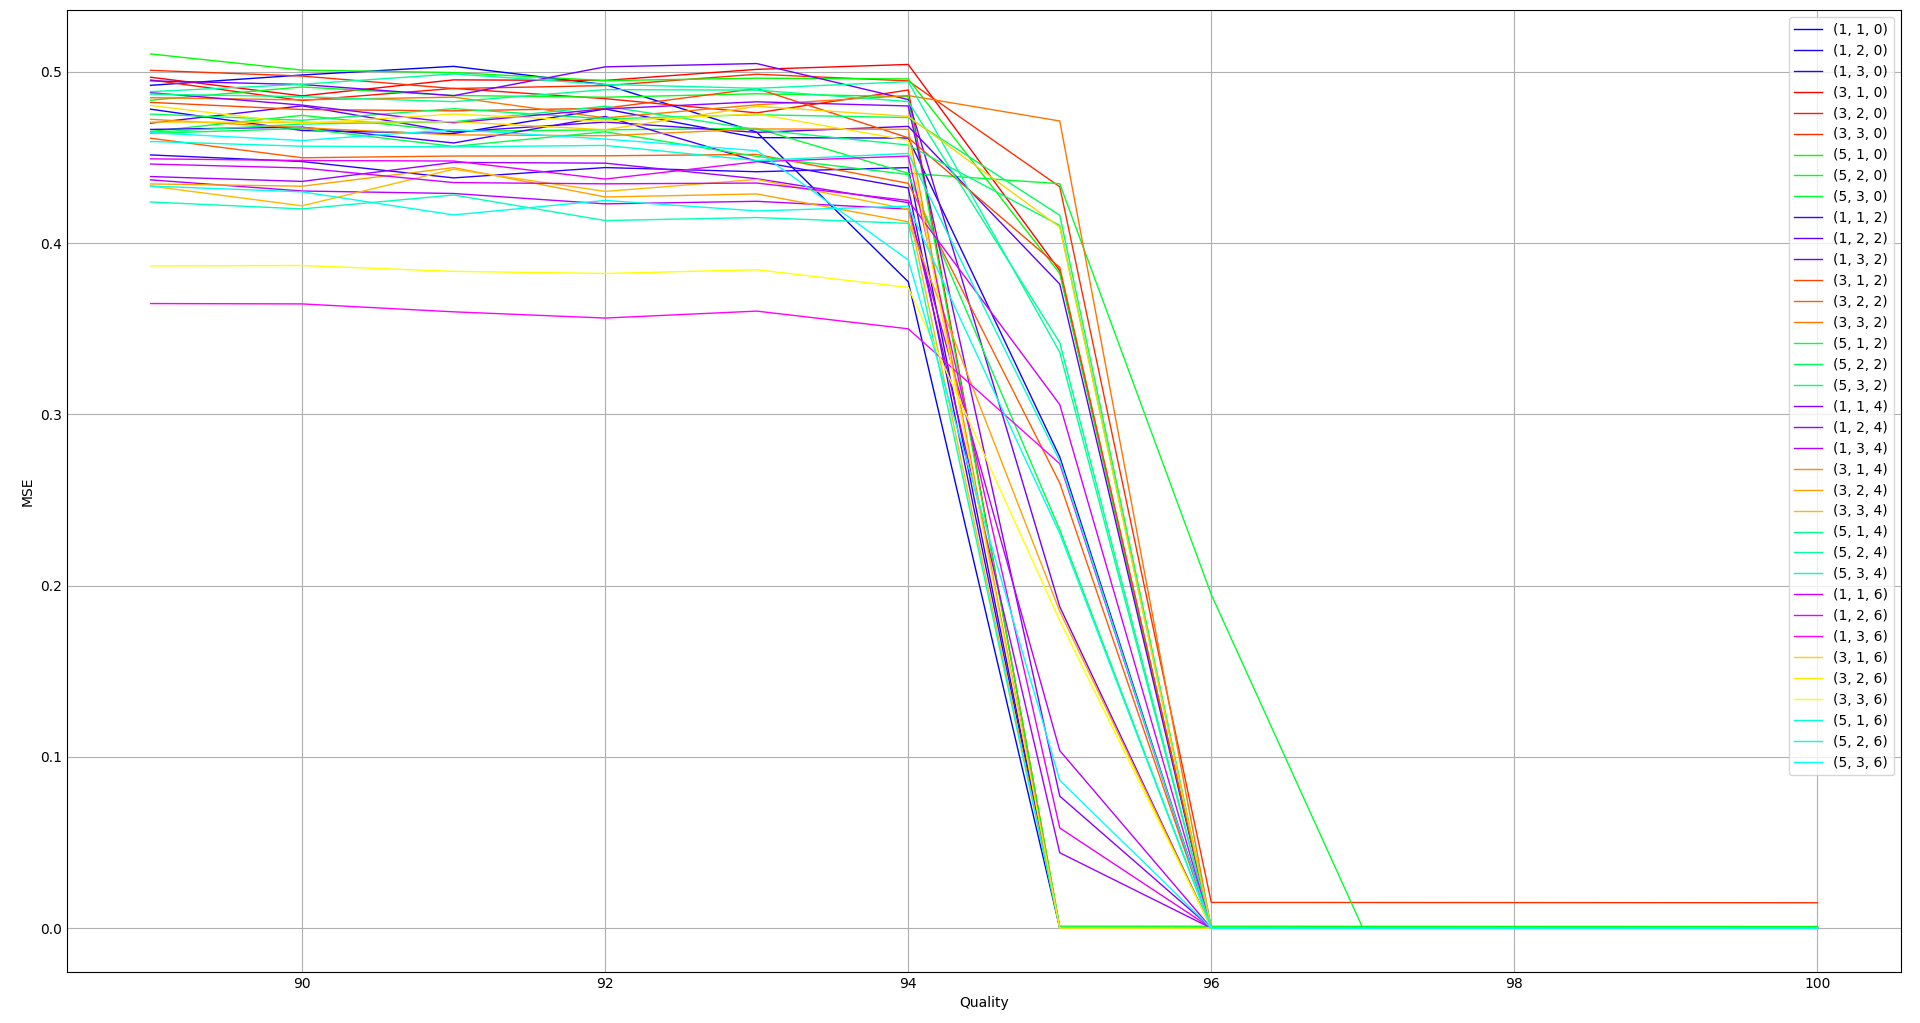 0.5
0.4
0.3
0.2
0.1
0.0
MSE
90 92 94 96 98 100
Quality
(1, 1, 0)
(1, 2, 0)
(1, 3, 0)
(3, 1, 0)
(3, 2, 0)
(3, 3, 0)
(5, 1, 0)
(5, 2, 0)
(5, 3, 0)
(1, 1, 2)
(1, 2, 2)
(1, 3, 2)
(3, 1, 2)
(3, 2, 2)
(3, 3, 2)
(5, 1, 2)
(5, 2, 2)
(5, 3, 2)
(1, 1, 4)
(1, 2, 4)
(1, 3, 4)
(3, 1, 4)
(3, 2, 4)
(3, 3, 4)
(5, 1, 4)
(5, 2, 4)
(5, 3, 4)
(1, 1, 6)
(1, 2, 6)
(1, 3, 6)
(3, 1, 6)
(3, 2, 6)
(3, 3, 6)
(5, 1, 6)
(5, 2, 6)
(5, 3, 6)